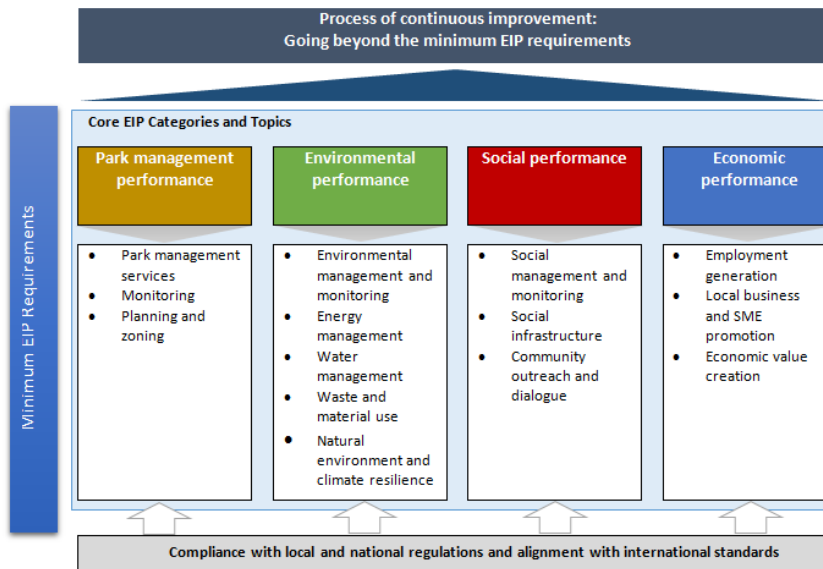 Process of continuous improvement:
Going beyond the minimum EIP requirements
Minimum EIP Requirements
Core EIP Categories and Topics
Park management
performance
• Park management
services
• Monitoring
• Planning and
zoning
Environmental
performance
• Environmental
management and
monitoring
• Energy
management
• Water
management
• Waste and
material use
• Natural
environment and
climate resilience
Social performance
• Social
management and
monitoring
• Social
infrastructure
• Community
outreach and
dialogue
Economic
performance
• Employment
generation
• Local business
and SME
promotion
• Economic value
creation
Compliance with local and national regulations and alignment with international standards